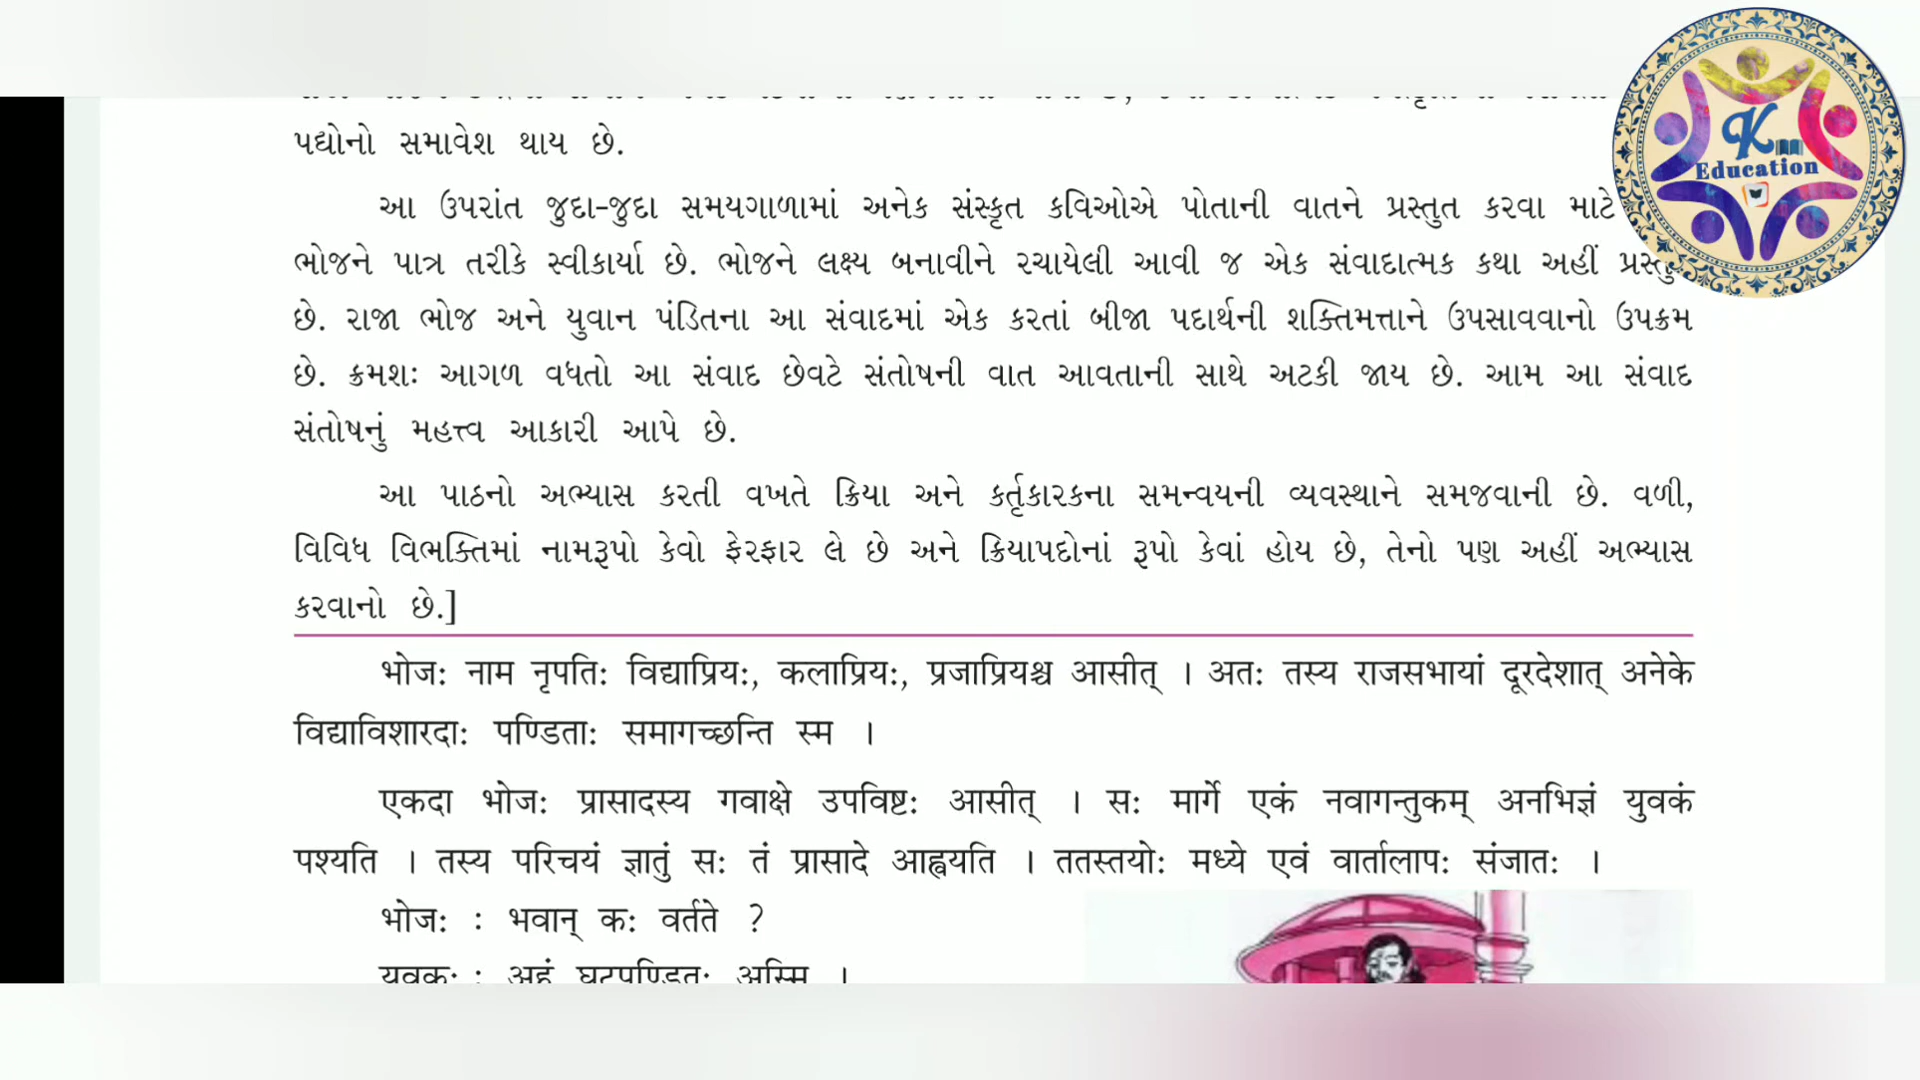 પદ્યોનો સમાવેશ થાય છે.
આ ઉપરાંત જુદા-જુદા સમયગાળામાં અનેક સંસ્કૃત કવિઓએ પોતાની વાતને પ્રસ્તુત કરવા માટે
ભોજને પાત્ર તરીકે સ્વીકાર્યા છે. ભોજને લક્ષ્ય બનાવીને રચાયેલી આવી જ એક સંવાદાત્મક કથા અહીં
છે. રાજા ભોજ અને યુવાન પંડિતના આ સંવાદમાં એક કરતાં બીજા પદાર્થની શક્તિમત્તાને ઉપસાવવાનો ઉપક્રમ
છે. ક્રમશઃ આગળ વધતો આ સંવાદ છેવટે સંતોષની વાત આવતાની સાથે અટકી જાય છે. આમ આ સંવાદ
સંતોષનું મહત્ત્વ આકારી આપે છે.
આ પાઠનો અભ્યાસ કરતી વખતે ક્રિયા અને કર્તૃકારકના સમન્વયની વ્યવસ્થાને સમજવાની છે. વળી,
વિવિધ વિભક્તિમાં નામરૂપો કેવો ફેરફાર લે છે અને ક્રિયાપદોનાં રૂપો કેવાં હોય છે, તેનો પણ અહીં અભ્યાસ
કરવાનો છે.]
भोजः नाम नृपतिः विद्याप्रियः, कलाप्रियः, प्रजाप्रियश्च आसीत् । अतः तस्य राजसभायां दूरदेशात् अनेके
विद्याविशारदाः पण्डिताः समागच्छन्ति स्म ।
एकदा भोजः प्रासादस्य गवाक्षे उपविष्टः आसीत् । सः मार्गे एकं नवागन्तुकम् अनभिज्ञं युवकं
पश्यति । तस्य परिचयं ज्ञातुं सः तं प्रासादे आह्वयति । ततस्तयोः मध्ये एवं वार्तालापः संजातः ।
भोजः : भवान् कः वर्तते ?
युवकः : अहं घटपण्डितः अस्मि ।
K
Education